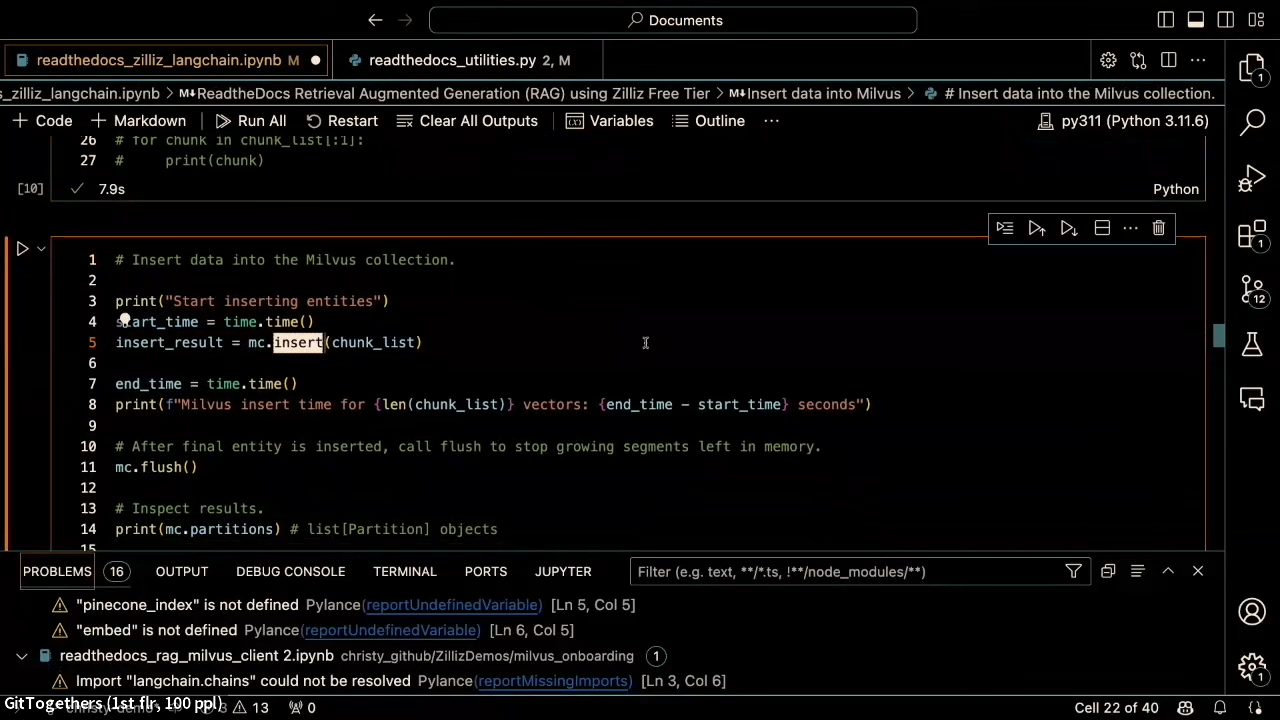 Documents
readthedocs_zilliz_langchain.ipynb M
readthedocs_utilities.py 2, M
s_zilliz_langchain.ipynb > M↓ReadtheDocs Retrieval Augmented Generation (RAG) using Zilliz Free Tier > M↓Insert data into Milvus > # Insert data into the Milvus collection.
+ Code + Markdown Run All Restart Clear All Outputs Variables Outline ··· py311 (Python 3.11.6)
26 # for chunk in chunk_list[:1]:
27 # print(chunk)
[10] 7.9s Python
1 # Insert data into the Milvus collection.
2
3 print("Start inserting entities")
4 start_time = time.time()
5 insert_result = mc.insert(chunk_list)
6
7 end_time = time.time()
8 print(f"Milvus insert time for {len(chunk_list)} vectors: {end_time - start_time} seconds")
9
10 # After final entity is inserted, call flush to stop growing segments left in memory.
11 mc.flush()
12
13 # Inspect results.
14 print(mc.partitions) # list[Partition] objects
15
PROBLEMS 16 OUTPUT DEBUG CONSOLE TERMINAL PORTS JUPYTER Filter (e.g. text, **/*.ts, !**/node_modules/**)
"pinecone_index" is not defined Pylance(reportUndefinedVariable) [Ln 5, Col 5]
"embed" is not defined Pylance(reportUndefinedVariable) [Ln 6, Col 5]
readthedocs_rag_milvus_client 2.ipynb christy_github/ZillizDemos/milvus_onboarding 1
Import "langchain.chains" could not be resolved Pylance(reportMissingImports) [Ln 3, Col 6]
GitTogethers (1st flr, 100 ppl) 13 0 Cell 22 of 40
1
1
12
1